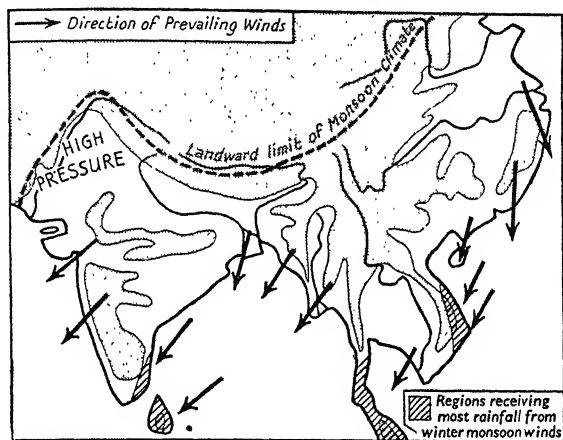 Direction of Prevailing Winds
HIGH
PRESSURE
Landward limit of Monsoon Climate
Regions receiving
most rainfall from
winter monsoon winds